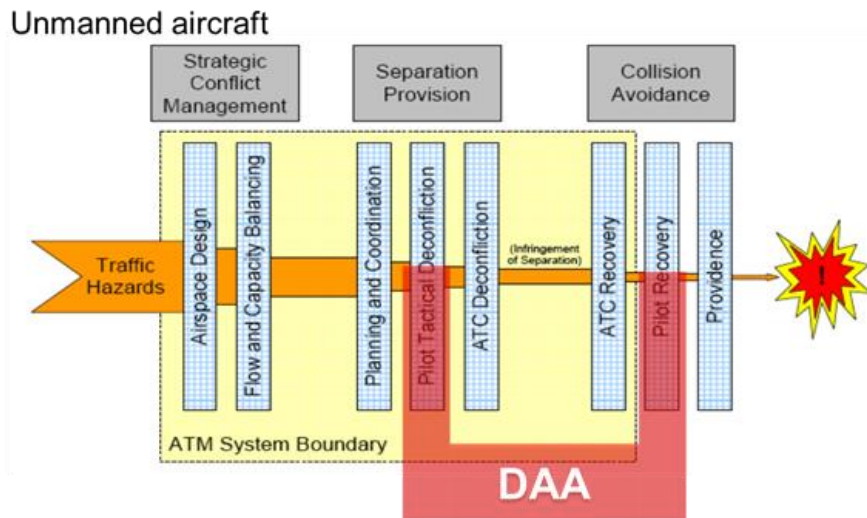 Unmanned aircraft
Strategic
Conflict
Management
Separation
Provision
Collision
Avoidance
Traffic
Hazards
Airspace Design
Flow and Capacity Balancing
Planning and Coordination
Pilot Tactical Deconfliction
ATC Deconfliction
(Infringement
of Separation)
ATC Recovery
Pilot Recovery
Providence
!
ATM System Boundary
DAA